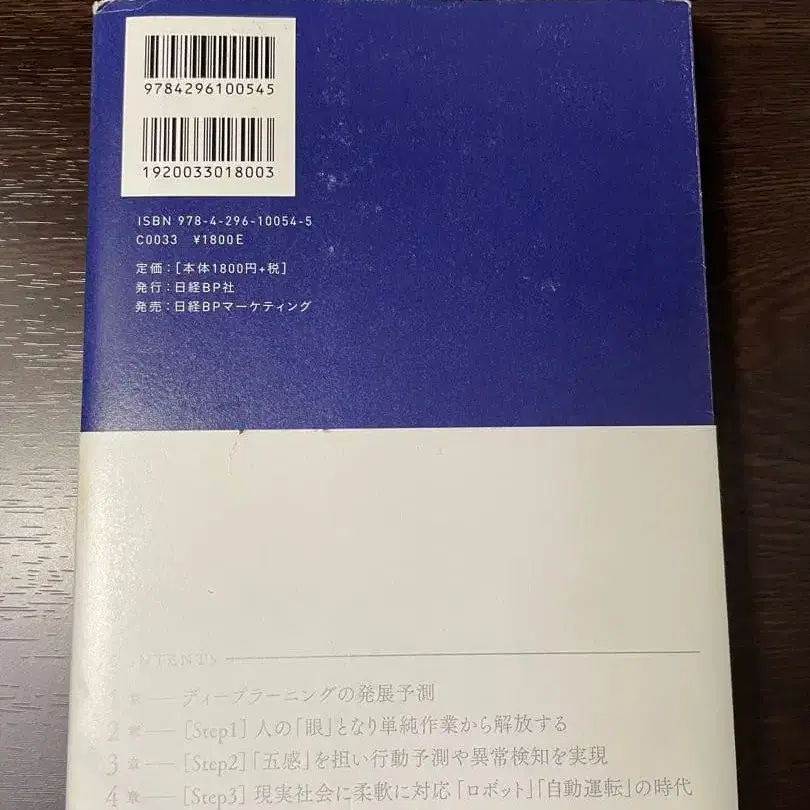 9784296100545
1920033018003
ISBN 978-4-296-10054-5
C0033 ¥1800E
定価：[本体1800円+税]
発行：日経BP社
発売：日経BPマーケティング
CONTENTS
1章 ディープラーニングの発展予測
2章 [Step1] 人の「眼」となり単純作業から解放する
3章 [Step2]「五感」を担い行動予測や異常検知を実現
4章 [Step3] 現実社会に柔軟に対応「ロボット」「自動運転」の時代